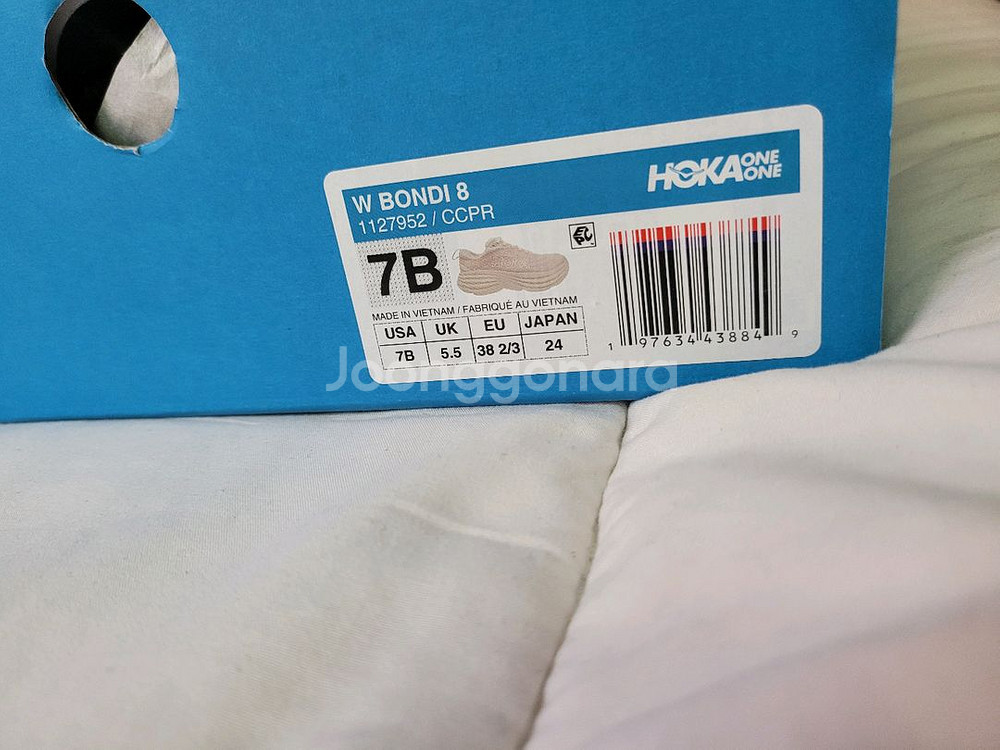 W BONDI 8
1127952 / CCPR
HOKA ONE ONE
7B
MADE IN VIETNAM / FABRIQUÉ AU VIETNAM
USA UK EU JAPAN
7B 5.5 38 2/3 24
1 97634 43884 9
Joonggonara